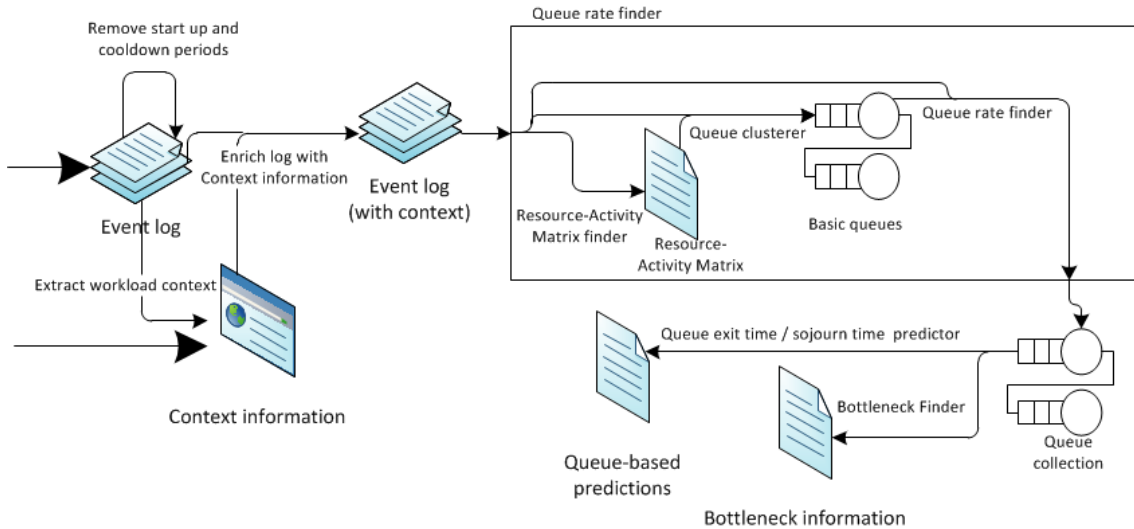 Queue rate finder
Remove start up and
cooldown periods
Queue clusterer
Queue rate finder
Enrich log with
Context information
Event log
(with context)
Event log
Resource-Activity
Matrix finder
Resource-
Activity Matrix
Basic queues
Extract workload context
Queue exit time / sojourn time predictor
Context information
Bottleneck Finder
Queue
collection
Queue-based
predictions
Bottleneck information